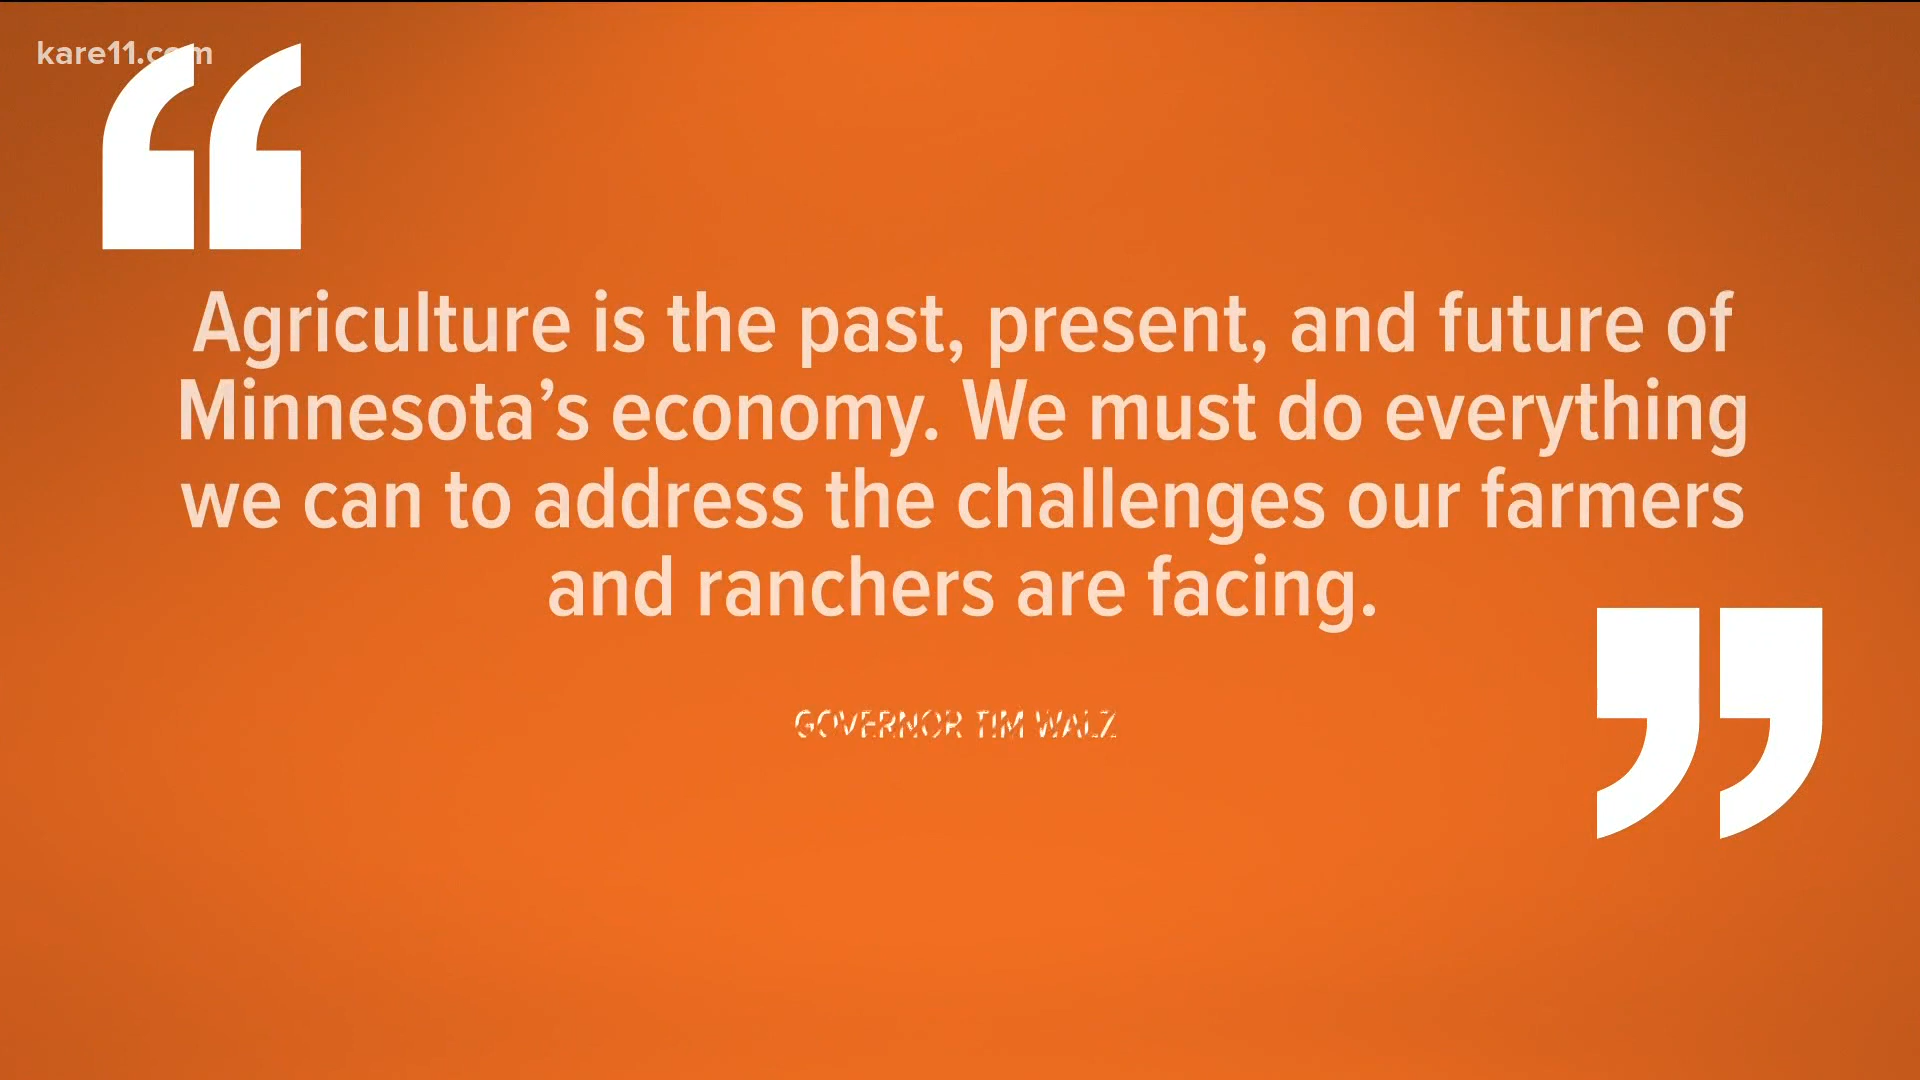 kare11.com
Agriculture is the past, present, and future of
Minnesota’s economy. We must do everything
we can to address the challenges our farmers
and ranchers are facing.
GOVERNOR TIM WALZ